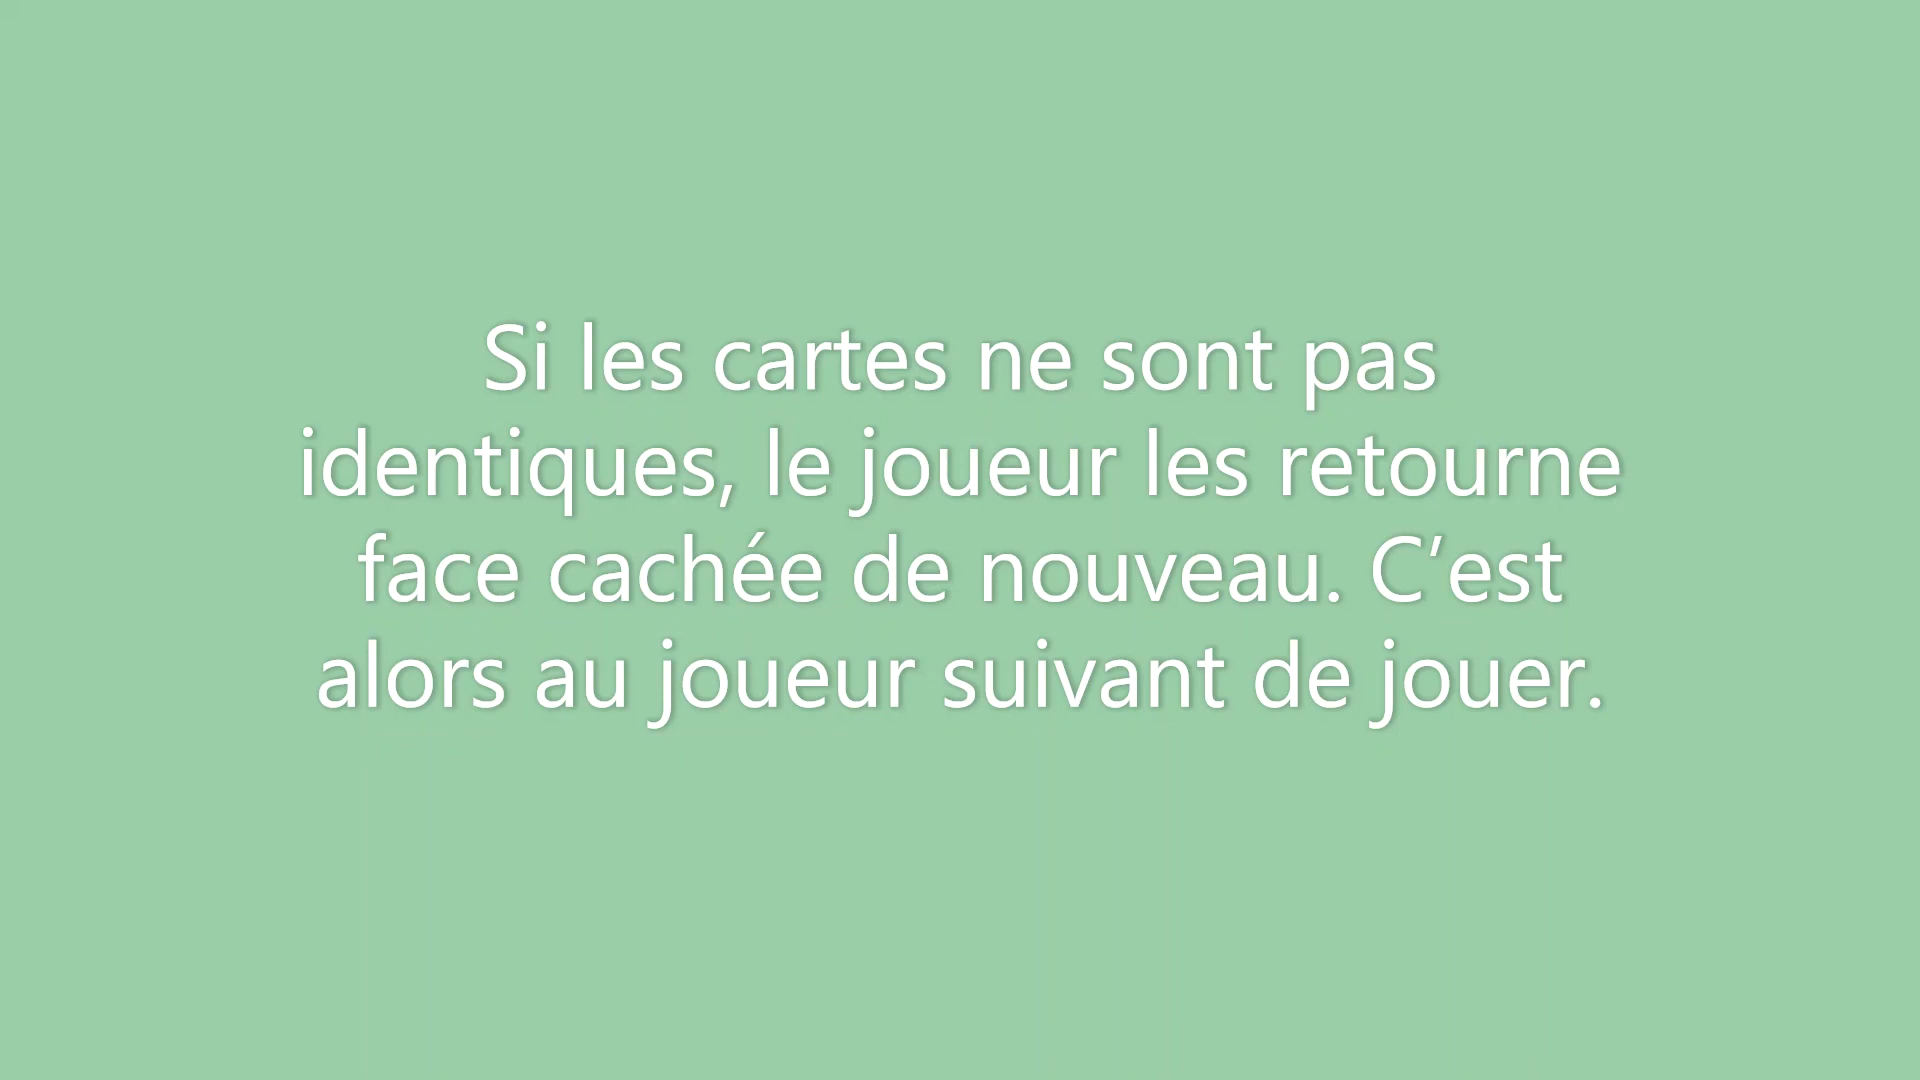 Si les cartes ne sont pas
identiques, le joueur les retourne
face cachée de nouveau. C’est
alors au joueur suivant de jouer.